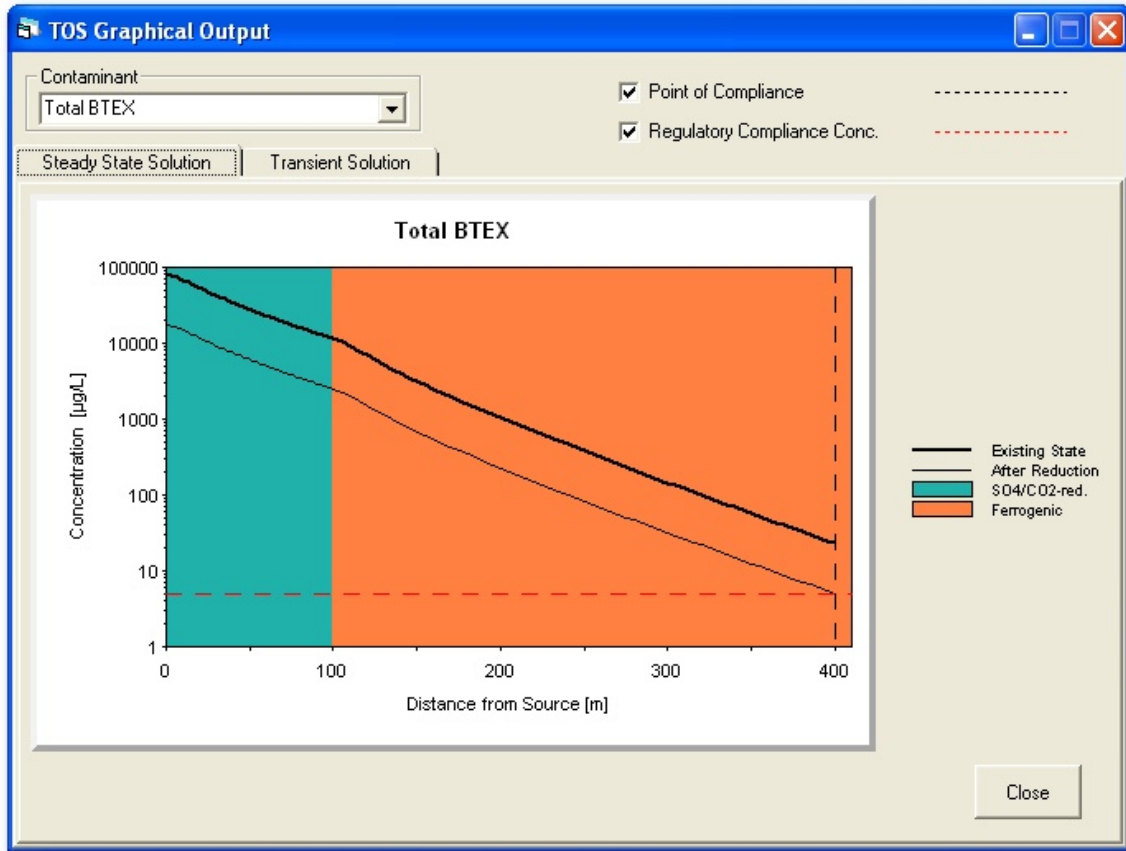 TOS Graphical Output
Contaminant
Total BTEX
Point of Compliance
Regulatory Compliance Conc.
Steady State Solution
Transient Solution
Total BTEX
100000
10000
1000
100
10
1
Concentration [µg/L]
0
100
200
300
400
Distance from Source [m]
Existing State
After Reduction
SO4/CO2-red.
Ferrogenic
Close